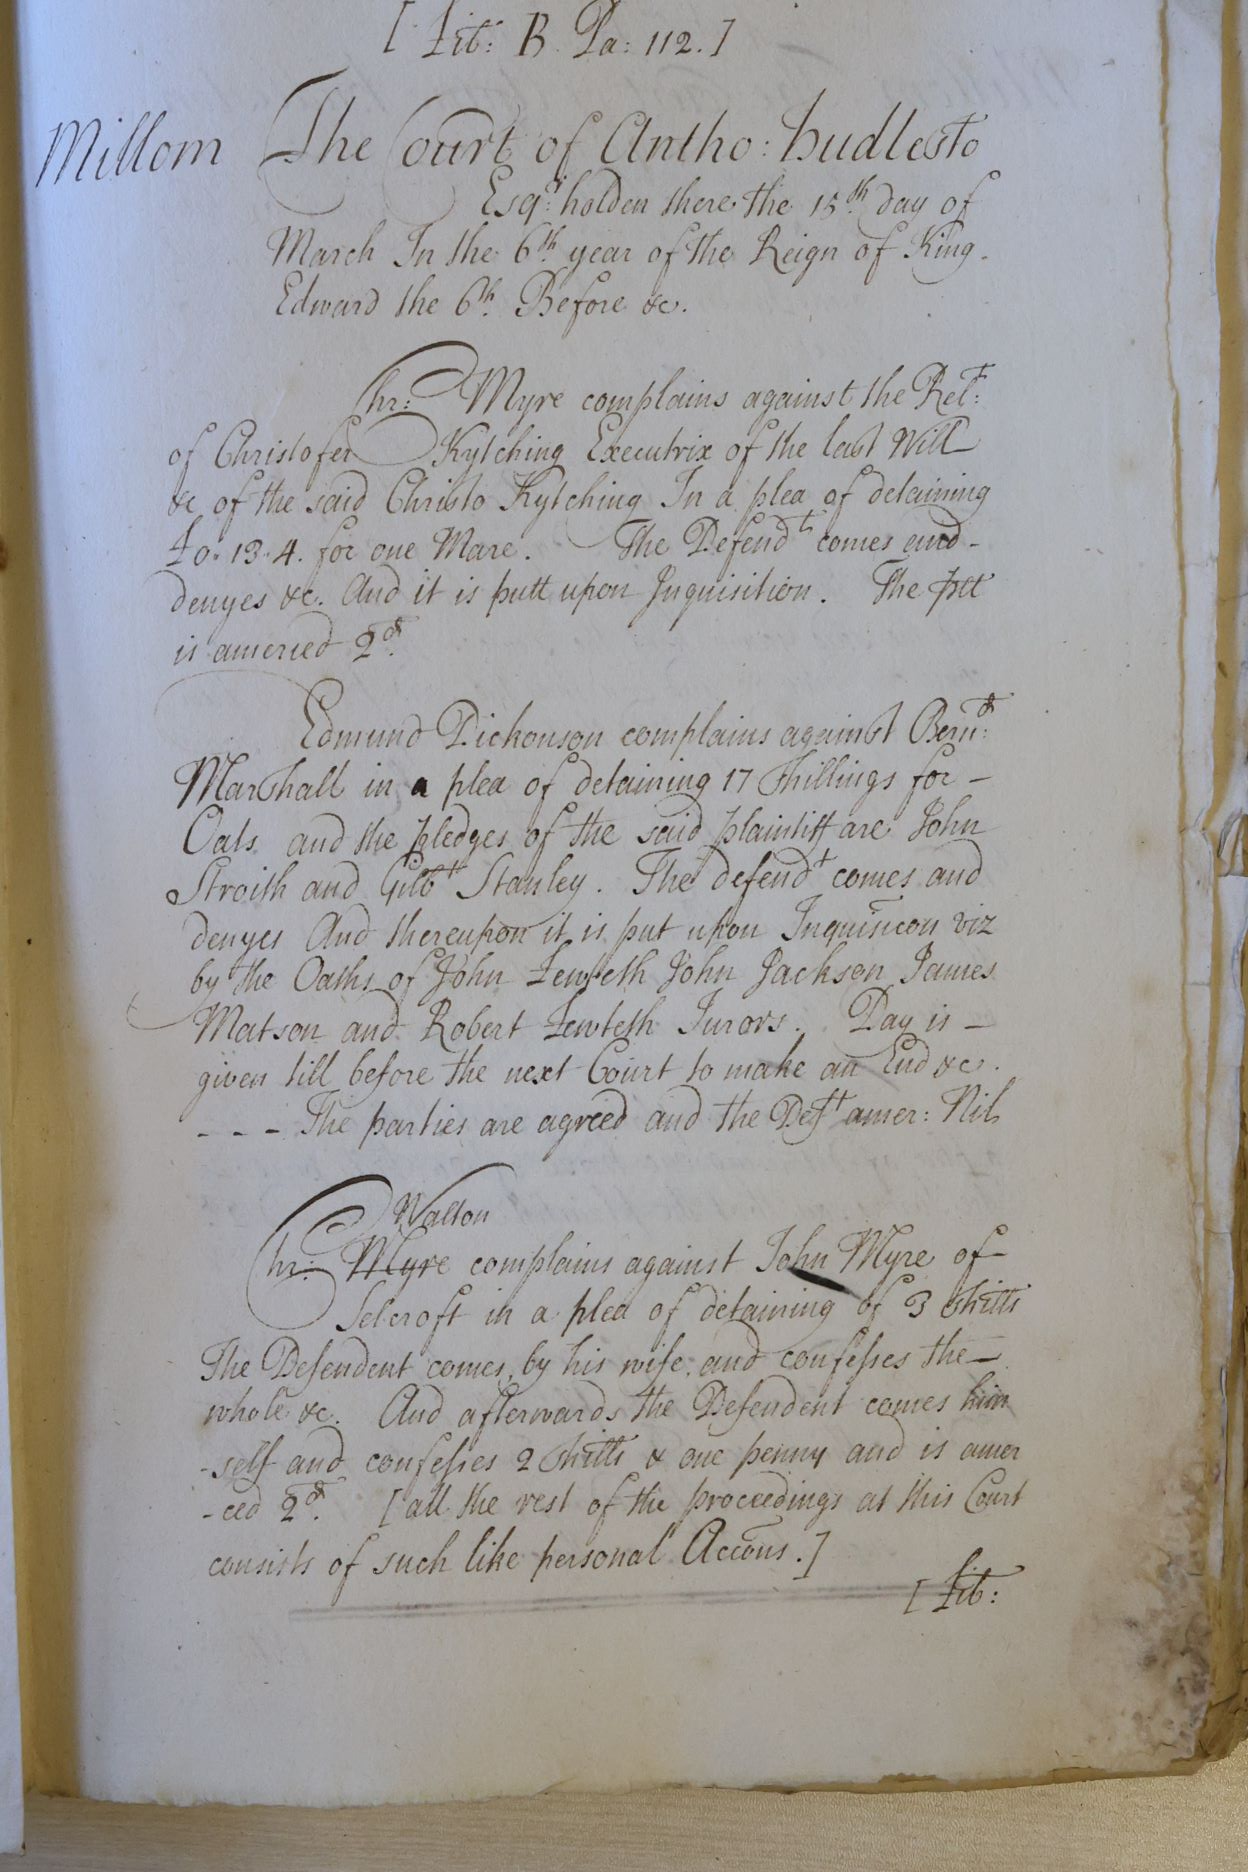 [ Lit: B. Pa: 112. ]
Millom The Court of Antho: hudlesto
Esqr. holden there the 15th. day of
March In the 6th year of the Reign of King
Edward the 6th. Before &c.
Chr: Myre complains against the Relt:
of Christofer Kytching Executrix of the last Will
&c of the said Christo Kytching In a plea of detaining
£0. 13. 4. for one Mare. The Defendt comes and -
denyes &c. And it is putt upon Inquisition. The plt
is amerced 2d.
Edmund Dickonson complains against Bernd:
Marshall in a plea of detaining 17 Shillings for -
Oats and the pledges of the said plaintiff are John
Stroith and Gilbt Stanley. The defendt comes and
denyes And thereupon it is put upon Inquisicon viz
by the Oaths of John Lewteth John Jackson James
Matson and Robert Lewteth Jurors. Day is -
given till before the next Court to make an End &c.
- - - The parties are agreed and the Deft amer: Nil
Walton
Chr: Myre complains against John Myre of
Selcroft in a plea of detaining of 3 Shills
The Defendent comes by his wife and confesses the -
whole &c. And afterwards the Defendent comes him
-self and confesses 2 Shills & one penny and is amer
-ced 2d. [ all the rest of the proceedings at this Court
consists of such like personal Accons. ]
[ Lit: